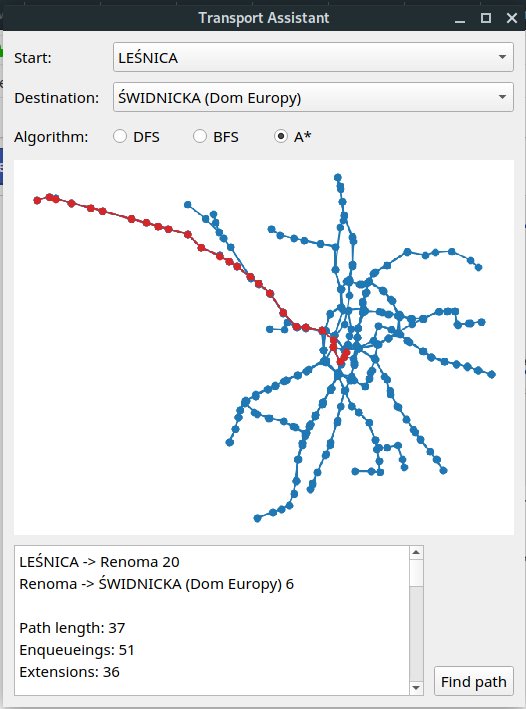 Transport Assistant
Start:
LEŚNICA
Destination:
ŚWIDNICKA (Dom Europy)
Algorithm:
DFS
BFS
A*
LEŚNICA -> Renoma 20
Renoma -> ŚWIDNICKA (Dom Europy) 6
Path length: 37
Enqueueings: 51
Extensions: 36
Find path